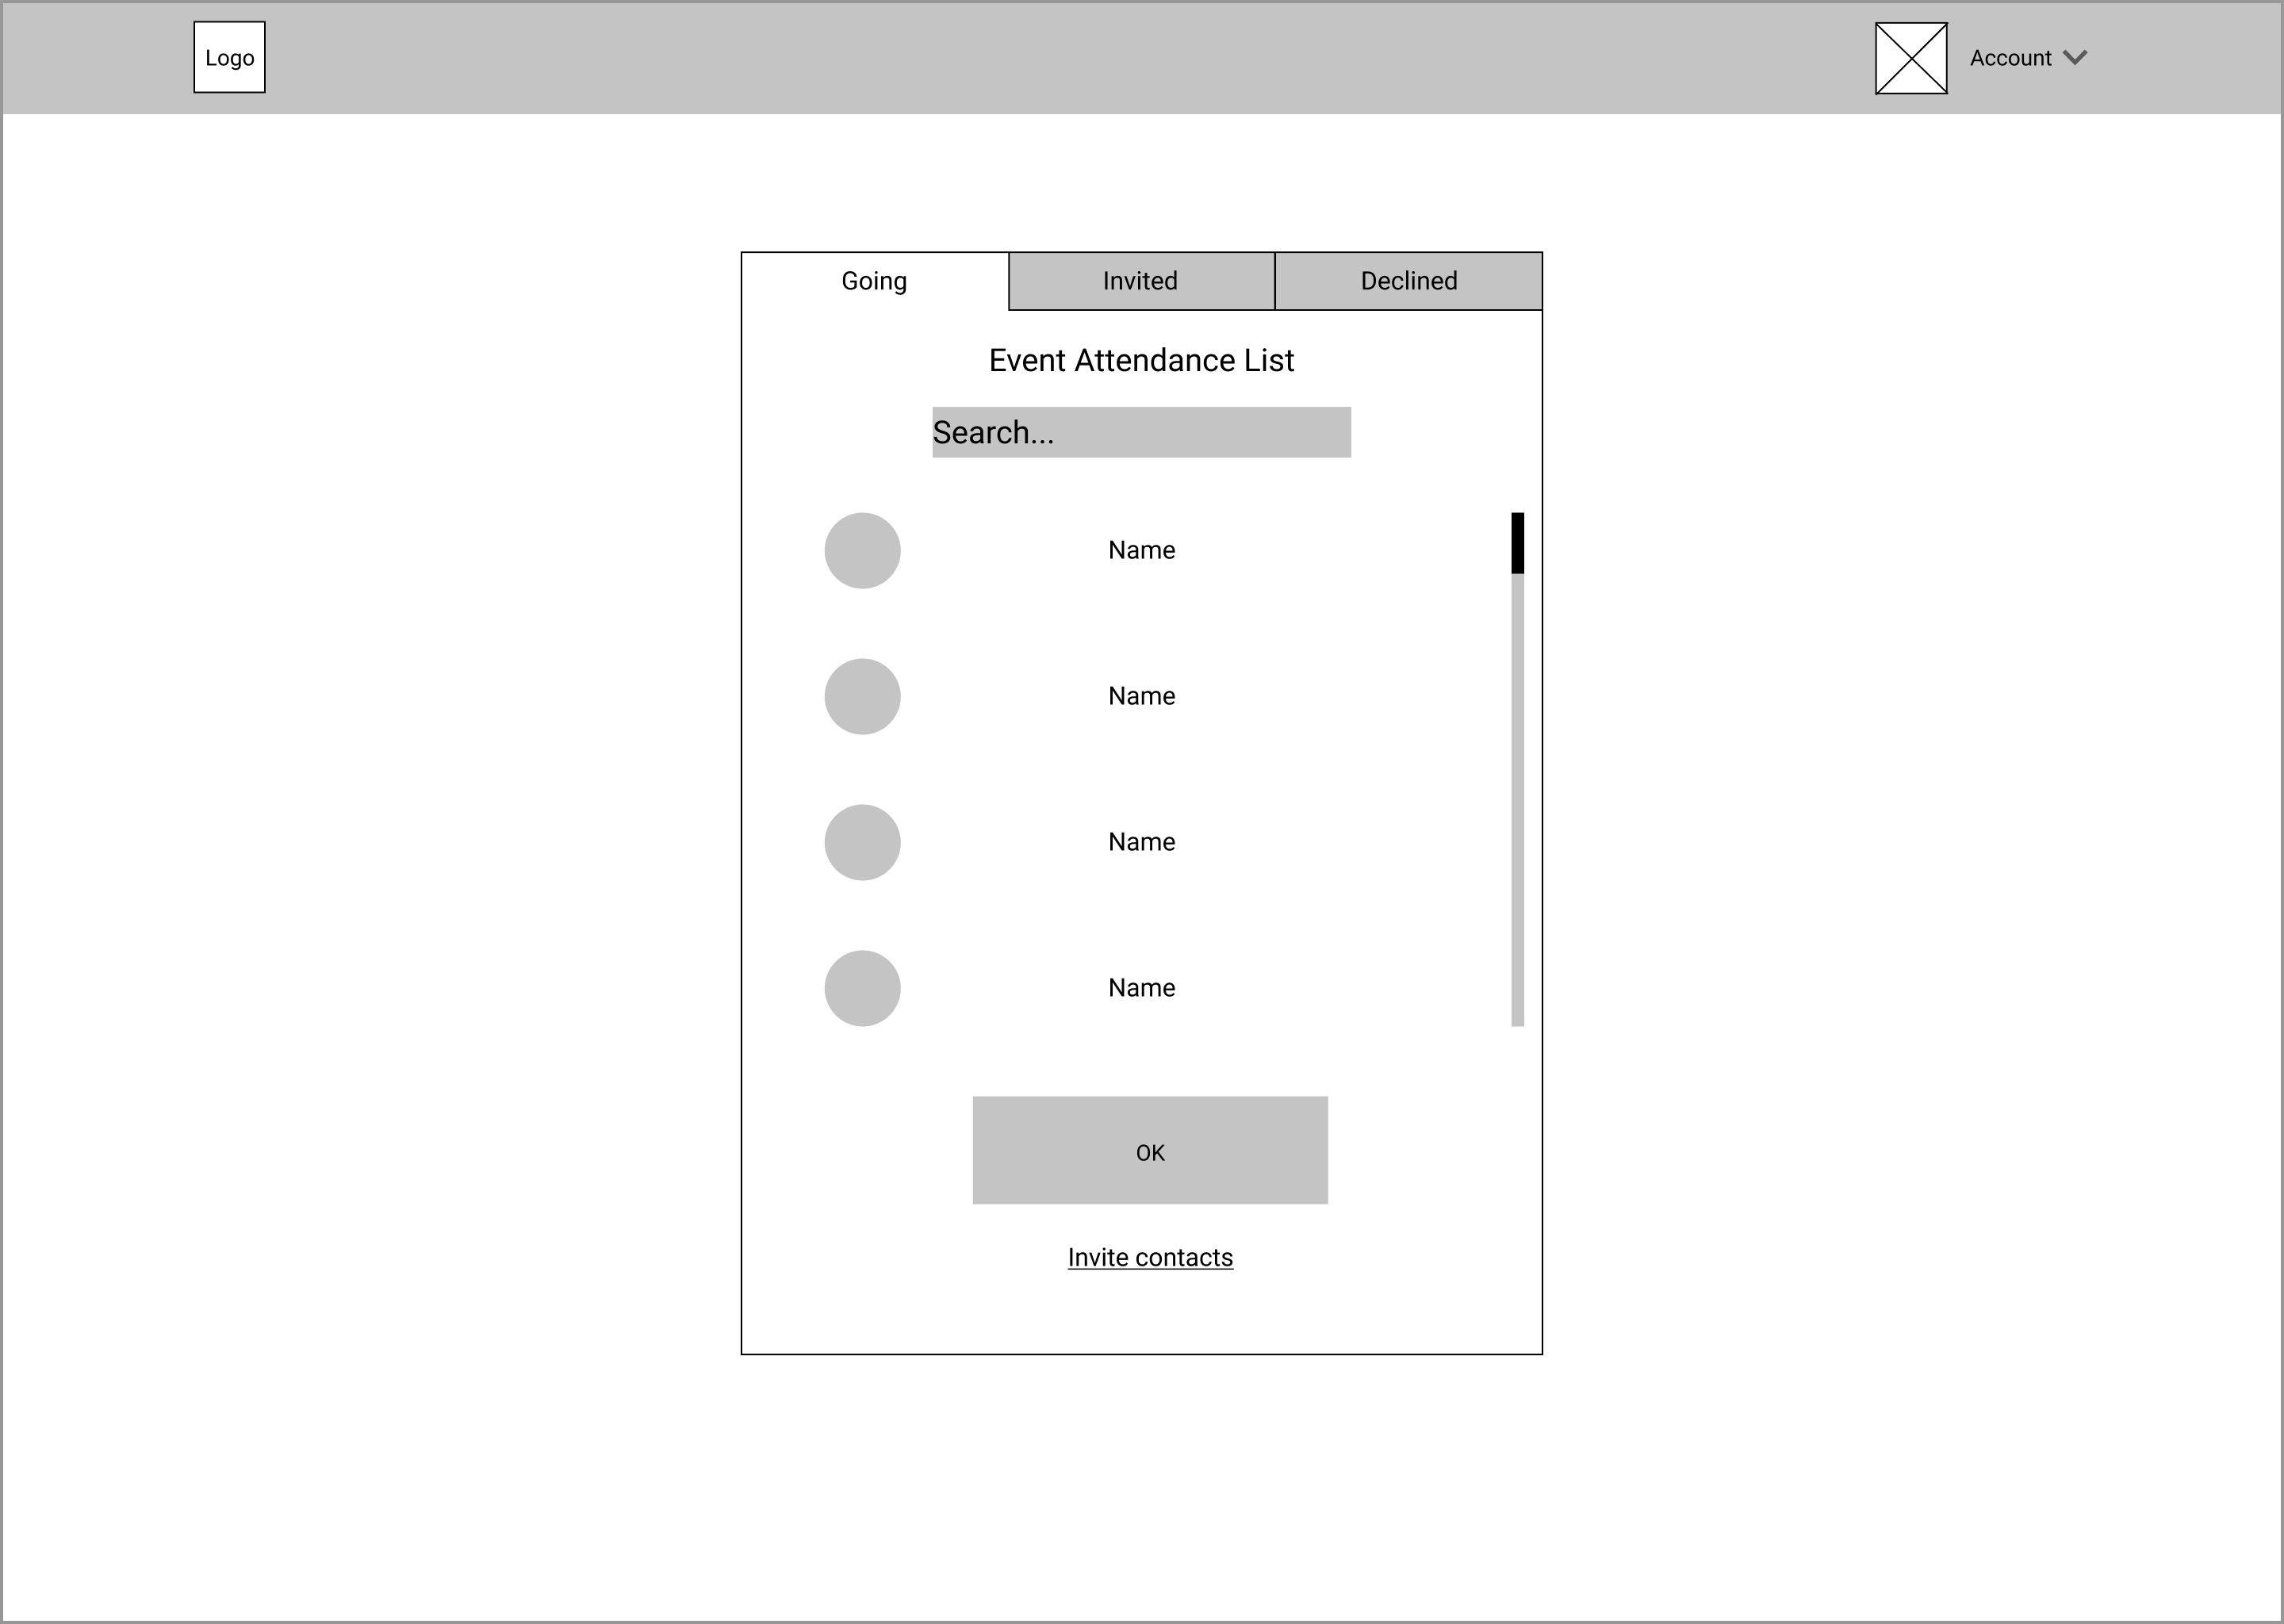 Logo
Account
Going
Invited
Declined
Event Attendance List
Search...
Name
Name
Name
Name
OK
Invite contacts